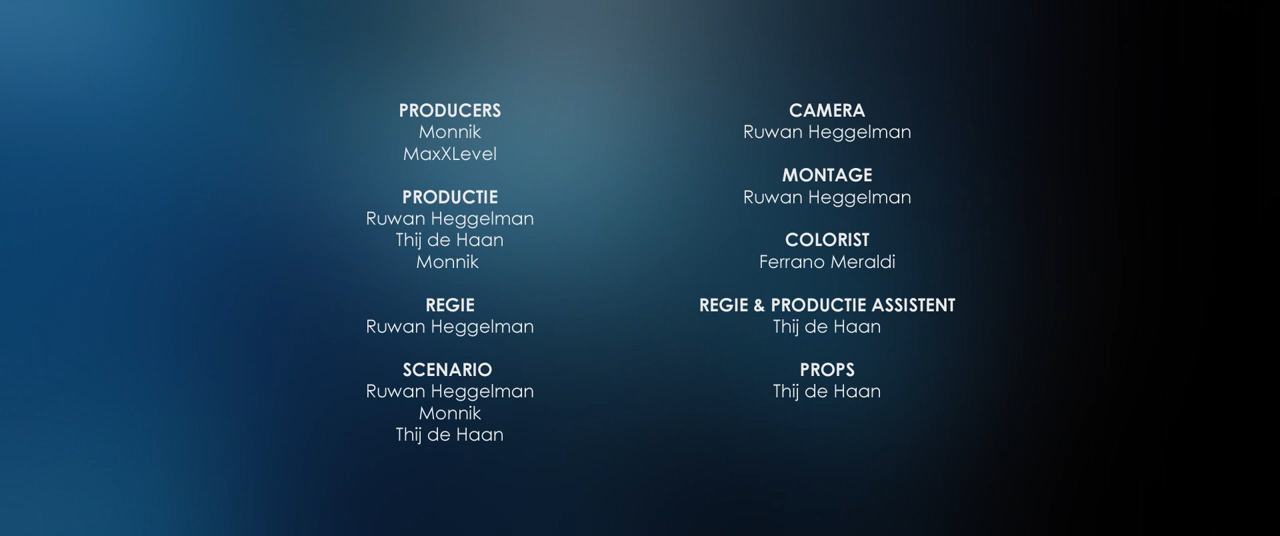 PRODUCERS
Monnik
MaxXLevel
PRODUCTIE
Ruwan Heggelman
Thij de Haan
Monnik
REGIE
Ruwan Heggelman
SCENARIO
Ruwan Heggelman
Monnik
Thij de Haan
CAMERA
Ruwan Heggelman
MONTAGE
Ruwan Heggelman
COLORIST
Ferrano Meraldi
REGIE & PRODUCTIE ASSISTENT
Thij de Haan
PROPS
Thij de Haan